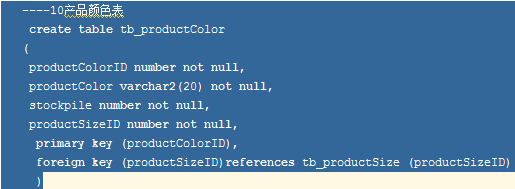 ----10产品颜色表
create table tb_productColor
(
productColorID number not null,
productColor varchar2(20) not null,
stockpile number not null,
productSizeID number not null,
primary key (productColorID),
foreign key (productSizeID)references tb_productSize (productSizeID)
)